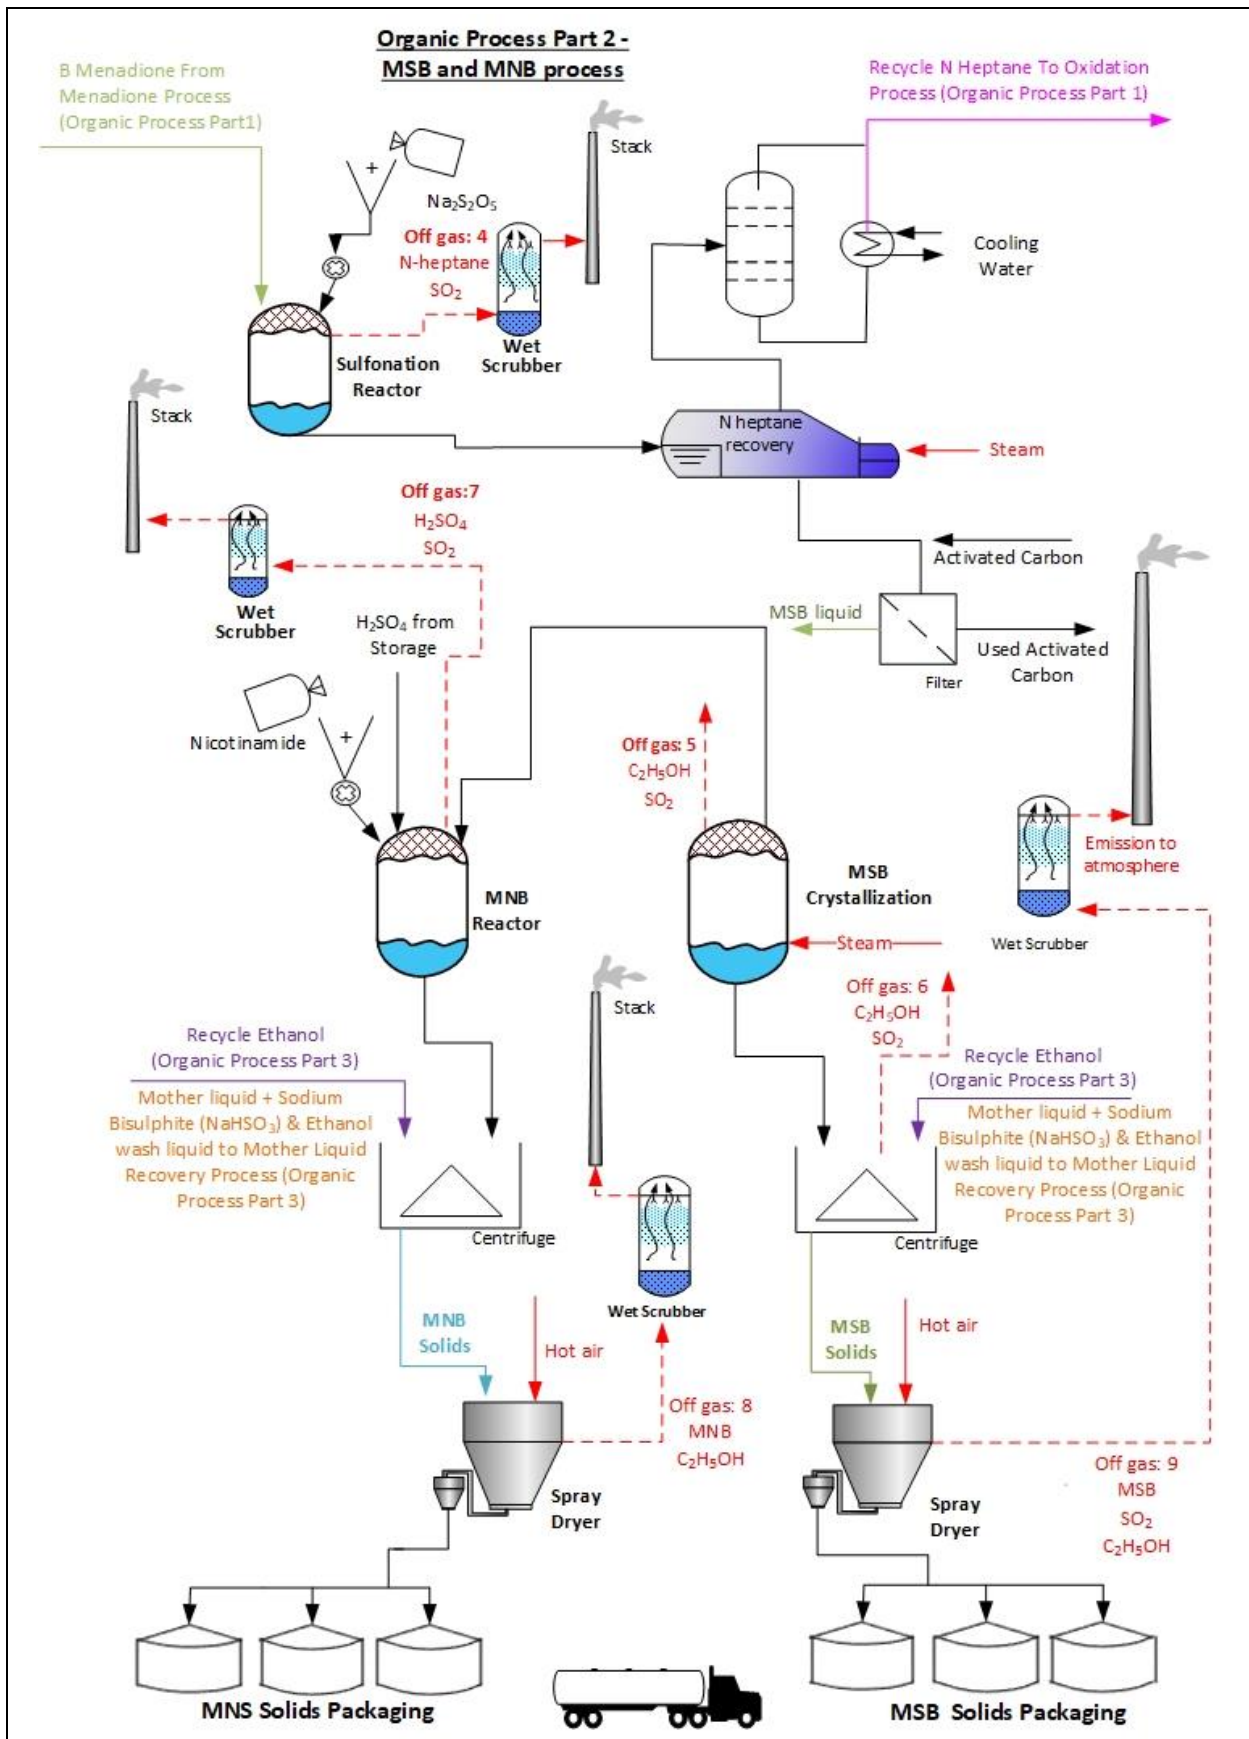 Organic Process Part 2 -
MSB and MNB process
B Menadione From
Menadione Process
(Organic Process Part1)
Recycle N Heptane To Oxidation
Process (Organic Process Part 1)
Stack
+
Na₂S₂O₅
Off gas: 4
N-heptane
SO₂
Wet
Scrubber
Cooling
Water
Sulfonation
Reactor
Stack
N heptane
recovery
Steam
Off gas:7
H₂SO₄
SO₂
Activated Carbon
Wet
Scrubber
H₂SO₄ from
Storage
MSB liquid
Used Activated
Carbon
Filter
Nicotinamide
+
Off gas: 5
C₂H₅OH
SO₂
Emission to
atmosphere
MNB
Reactor
MSB
Crystallization
Steam
Wet Scrubber
Off gas: 6
C₂H₅OH
SO₂
Stack
Recycle Ethanol
(Organic Process Part 3)
Recycle Ethanol
(Organic Process Part 3)
Mother liquid + Sodium
Bisulphite (NaHSO₃) & Ethanol
wash liquid to Mother Liquid
Recovery Process (Organic
Process Part 3)
Mother liquid + Sodium
Bisulphite (NaHSO₃) & Ethanol
wash liquid to Mother Liquid
Recovery Process (Organic
Process Part 3)
Centrifuge
Centrifuge
Wet Scrubber
MNB
Solids
Hot air
MSB
Solids
Hot air
Off gas: 8
MNB
C₂H₅OH
Off gas: 9
MSB
SO₂
C₂H₅OH
Spray
Dryer
Spray
Dryer
MNS Solids Packaging
MSB Solids Packaging